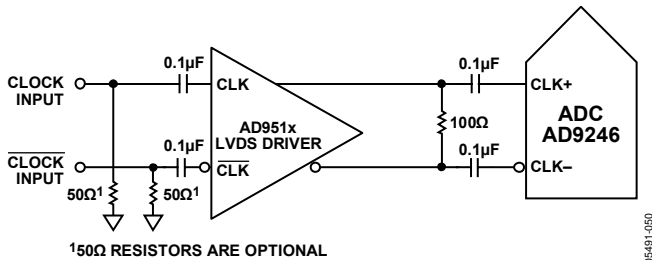 CLOCK
INPUT
0.1µF
CLK
AD951x
LVDS DRIVER
0.1µF
CLK+
ADC
AD9246
100Ω
CLOCK
INPUT
0.1µF
CLK
0.1µF
CLK–
50Ω1
50Ω1
150Ω RESISTORS ARE OPTIONAL
05491-050